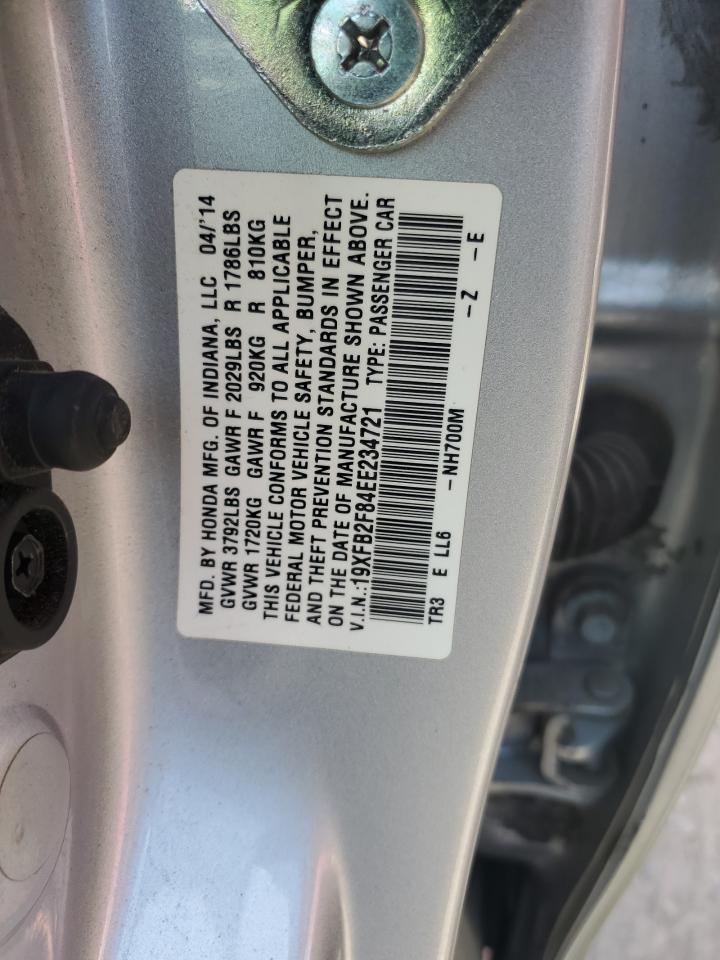 MFD. BY HONDA MFG. OF INDIANA, LLC 04/'14
GVWR 3792LBS GAWR F 2029LBS R 1786LBS
GVWR 1720KG GAWR F 920KG R 810KG
THIS VEHICLE CONFORMS TO ALL APPLICABLE
FEDERAL MOTOR VEHICLE SAFETY, BUMPER,
AND THEFT PREVENTION STANDARDS IN EFFECT
ON THE DATE OF MANUFACTURE SHOWN ABOVE.
V.I.N.:19XFB2F84EE234721 TYPE: PASSENGER CAR
TR3 E LL6 -NH700M -Z -E